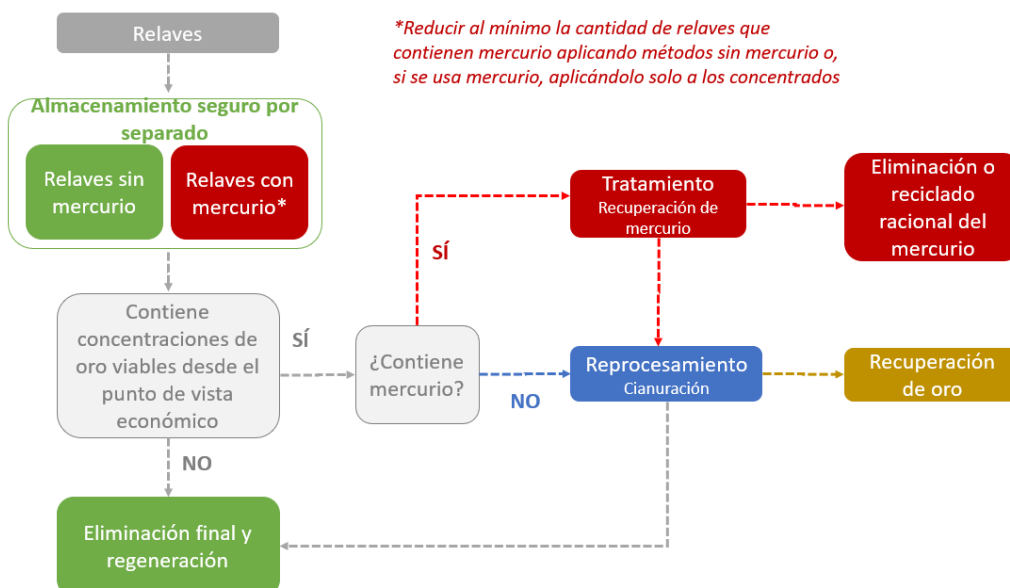 Relaves
*Reducir al mínimo la cantidad de relaves que
contienen mercurio aplicando métodos sin mercurio o,
si se usa mercurio, aplicándolo solo a los concentrados
Almacenamiento seguro por
separado
Relaves sin
mercurio
Relaves con
mercurio*
Tratamiento
Recuperación de
mercurio
Eliminación o
reciclado
racional del
mercurio
SÍ
Contiene
concentraciones de
oro viables desde el
punto de vista
económico
SÍ
¿Contiene
mercurio?
NO
Reprocesamiento
Cianuración
Recuperación
de oro
NO
Eliminación final y
regeneración